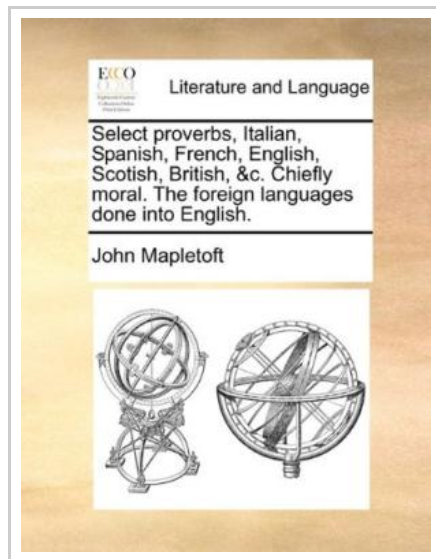 ECCO
Literature and Language
Select proverbs, Italian,
Spanish, French, English,
Scotish, British, &c. Chiefly
moral. The foreign languages
done into English.
John Mapletoft